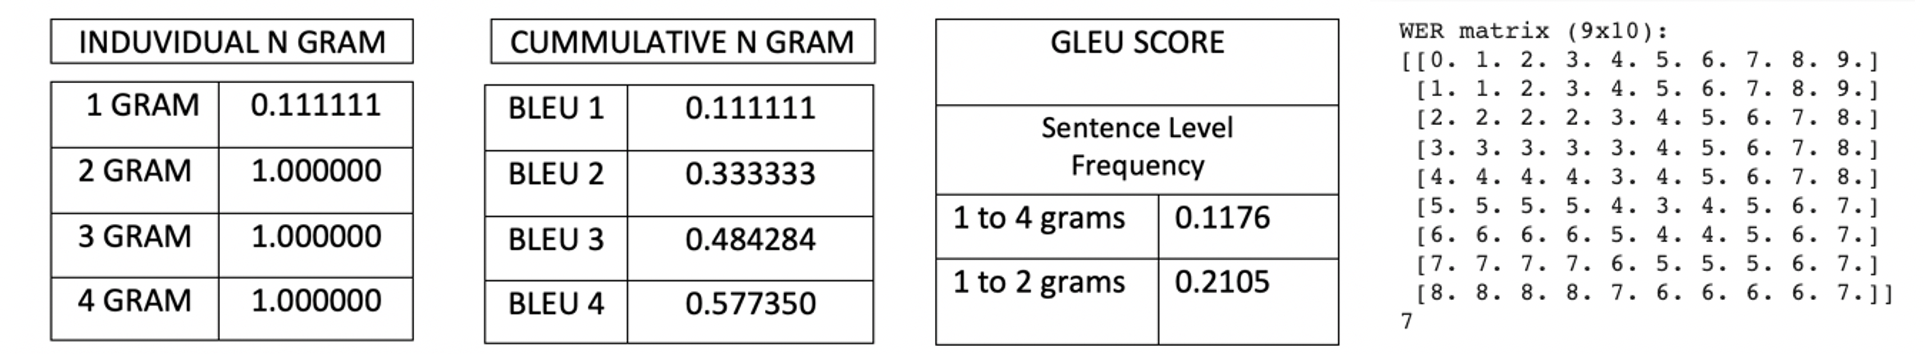 INDUVIDUAL N GRAM
1 GRAM 0.111111
2 GRAM 1.000000
3 GRAM 1.000000
4 GRAM 1.000000
CUMMULATIVE N GRAM
BLEU 1 0.111111
BLEU 2 0.333333
BLEU 3 0.484284
BLEU 4 0.577350
GLEU SCORE
Sentence Level
Frequency
1 to 4 grams 0.1176
1 to 2 grams 0.2105
WER matrix (9x10):
[[0. 1. 2. 3. 4. 5. 6. 7. 8. 9.]
[1. 1. 2. 3. 4. 5. 6. 7. 8. 9.]
[2. 2. 2. 2. 3. 4. 5. 6. 7. 8.]
[3. 3. 3. 3. 3. 4. 5. 6. 7. 8.]
[4. 4. 4. 4. 3. 4. 5. 6. 7. 8.]
[5. 5. 5. 5. 4. 3. 4. 5. 6. 7.]
[6. 6. 6. 6. 5. 4. 4. 5. 6. 7.]
[7. 7. 7. 7. 6. 5. 5. 5. 6. 7.]
[8. 8. 8. 8. 7. 6. 6. 6. 6. 7.]]
7